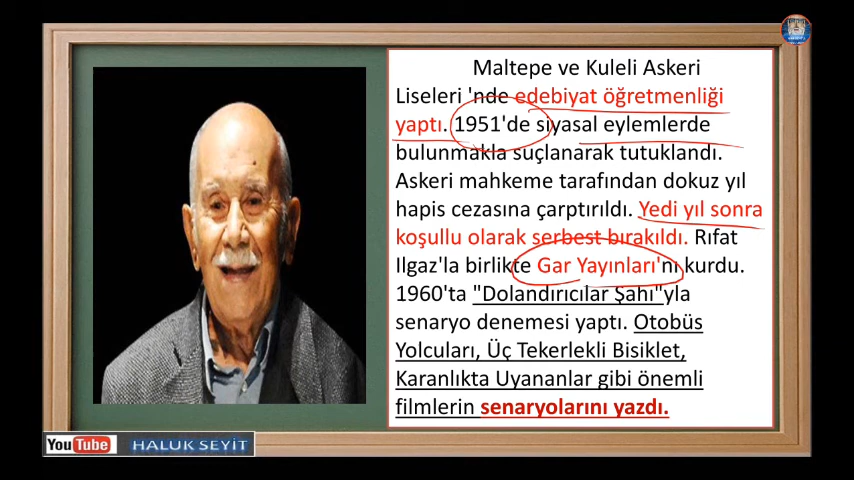 Maltepe ve Kuleli Askeri
Liseleri 'nde edebiyat öğretmenliği
yaptı. 1951'de siyasal eylemlerde
bulunmakla suçlanarak tutuklandı.
Askeri mahkeme tarafından dokuz yıl
hapis cezasına çarptırıldı. Yedi yıl sonra
koşullu olarak serbest bırakıldı. Rıfat
Ilgaz'la birlikte Gar Yayınları'nı kurdu.
1960'ta "Dolandırıcılar Şahı"yla
senaryo denemesi yaptı. Otobüs
Yolcuları, Üç Tekerlekli Bisiklet,
Karanlıkta Uyananlar gibi önemli
filmlerin senaryolarını yazdı.
YouTube HALUK SEYİT